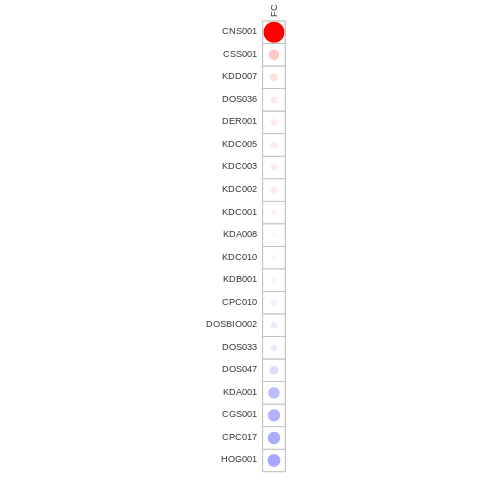 FC
CNS001
CSS001
KDD007
DOS036
DER001
KDC005
KDC003
KDC002
KDC001
KDA008
KDC010
KDB001
CPC010
DOSBIO002
DOS033
DOS047
KDA001
CGS001
CPC017
HOG001